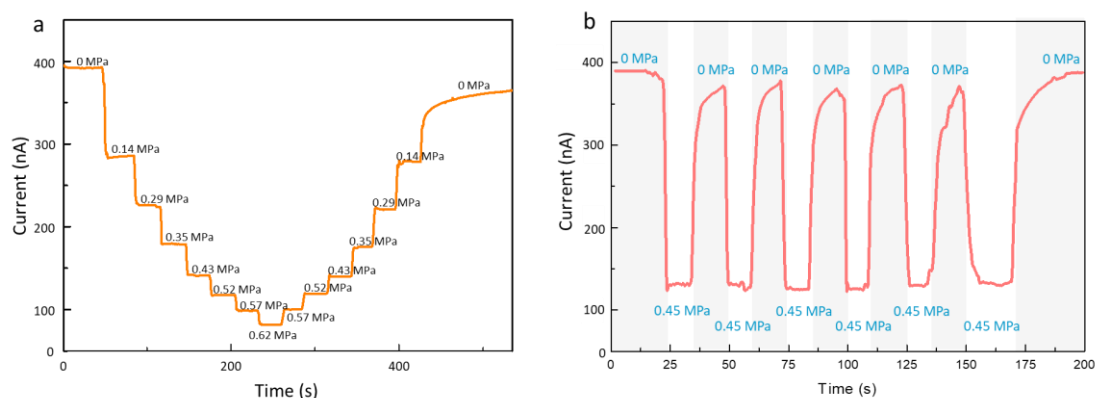 a
Current (nA)
400
300
200
100
0
0 MPa
0.14 MPa
0.29 MPa
0.35 MPa
0.43 MPa
0.52 MPa
0.57 MPa
0.62 MPa
0.57 MPa
0.52 MPa
0.43 MPa
0.35 MPa
0.29 MPa
0.14 MPa
0 MPa
0 200 400
Time (s)
b
Current (nA)
400
300
200
100
0
0 MPa 0 MPa 0 MPa 0 MPa 0 MPa 0 MPa 0 MPa
0.45 MPa 0.45 MPa 0.45 MPa
0.45 MPa 0.45 MPa 0.45 MPa
0 25 50 75 100 125 150 175 200
Time (s)